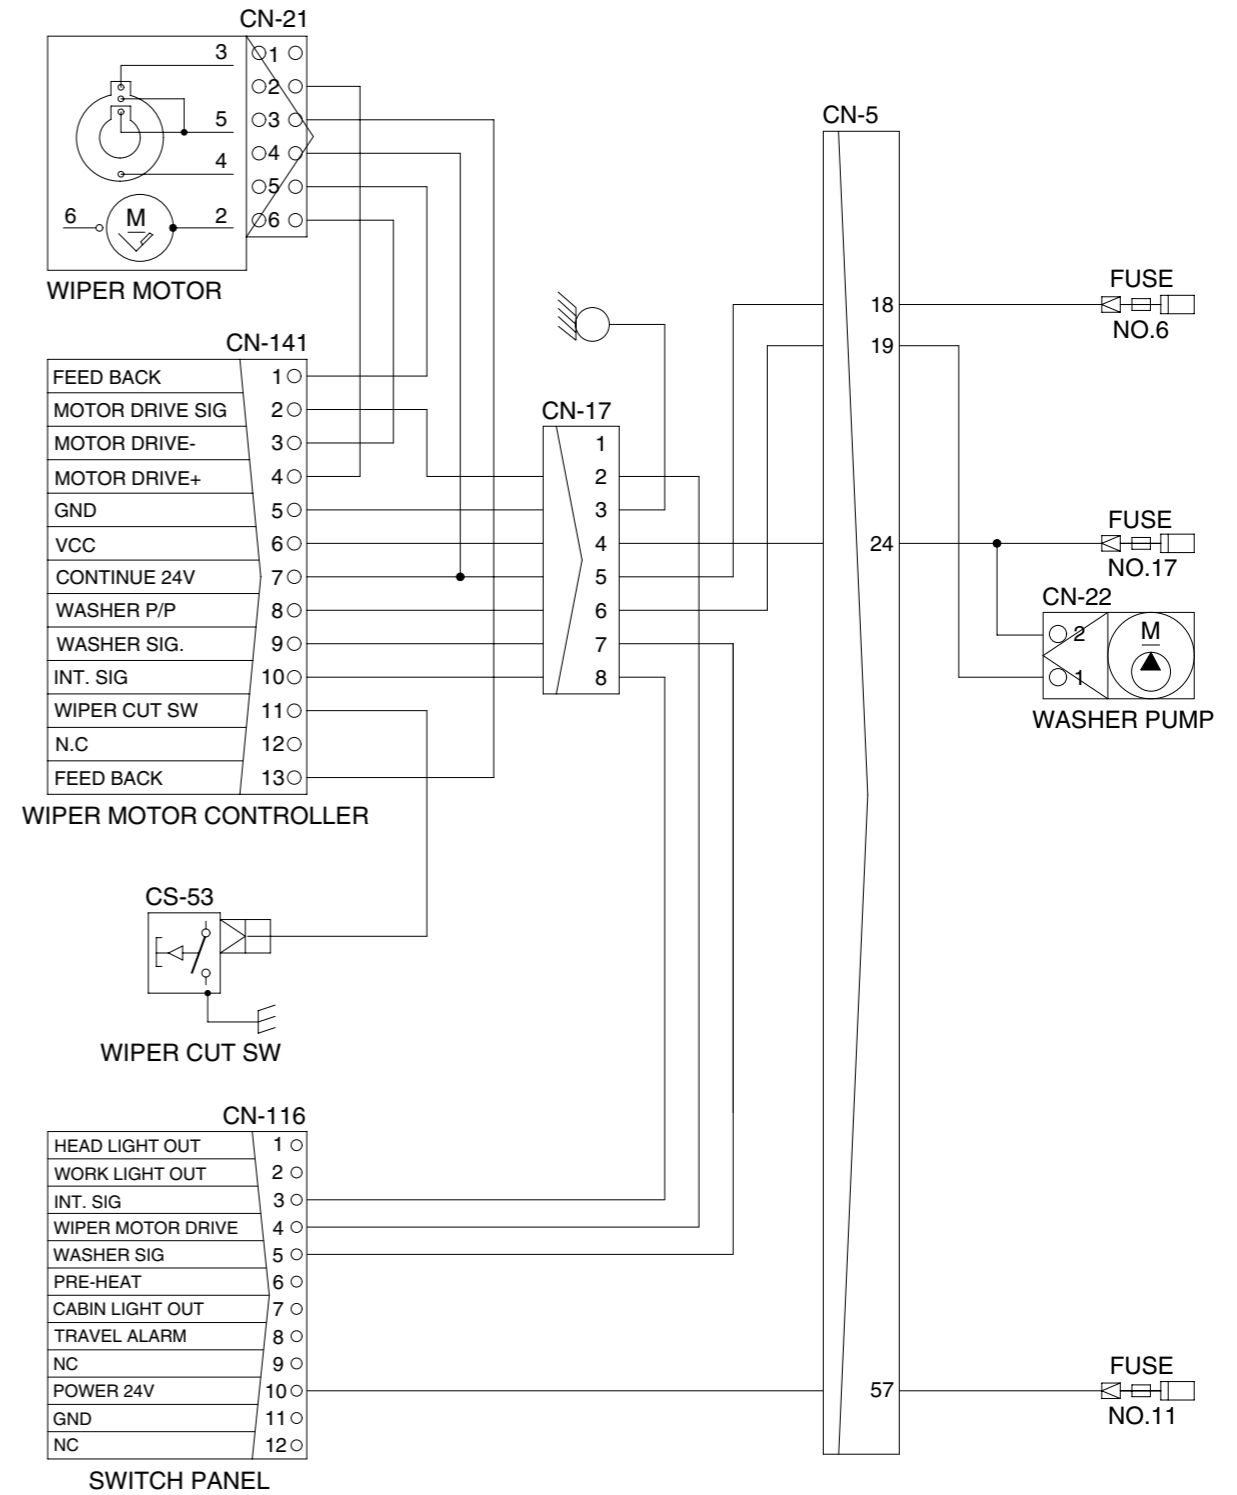 CN-21
3
1
2
5
3
4
4
5
6
M
2
6
WIPER MOTOR
CN-141
FEED BACK 1
MOTOR DRIVE SIG 2
MOTOR DRIVE- 3
MOTOR DRIVE+ 4
GND 5
VCC 6
CONTINUE 24V 7
WASHER P/P 8
WASHER SIG. 9
INT. SIG 10
WIPER CUT SW 11
N.C 12
FEED BACK 13
WIPER MOTOR CONTROLLER
CN-17
1
2
3
4
5
6
7
8
CN-5
18
19
24
57
FUSE
NO.6
FUSE
NO.17
CN-22
2
M
1
WASHER PUMP
CS-53
WIPER CUT SW
CN-116
HEAD LIGHT OUT 1
WORK LIGHT OUT 2
INT. SIG 3
WIPER MOTOR DRIVE 4
WASHER SIG 5
PRE-HEAT 6
CABIN LIGHT OUT 7
TRAVEL ALARM 8
NC 9
POWER 24V 10
GND 11
NC 12
SWITCH PANEL
FUSE
NO.11